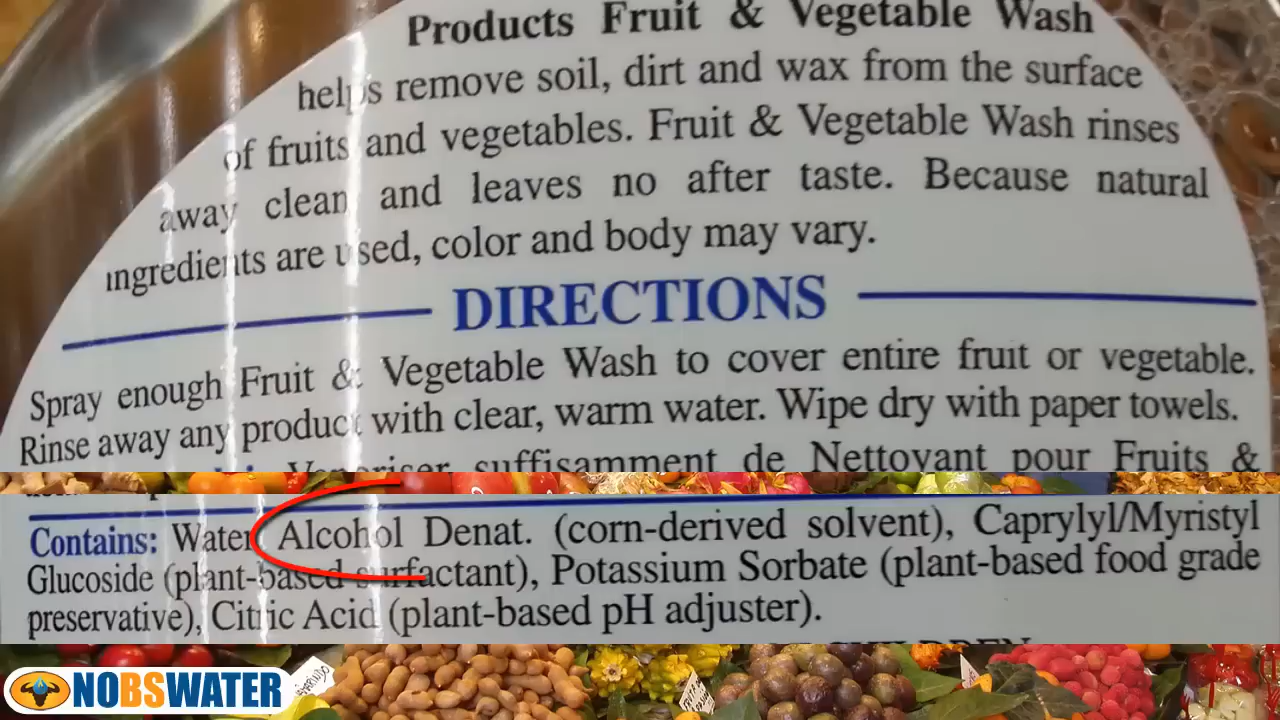 Products Fruit & Vegetable Wash
helps remove soil, dirt and wax from the surface
of fruits and vegetables. Fruit & Vegetable Wash rinses
away clean and leaves no after taste. Because natural
ingredients are used, color and body may vary.
DIRECTIONS
Spray enough Fruit & Vegetable Wash to cover entire fruit or vegetable.
Rinse away any product with clear, warm water. Wipe dry with paper towels.
Vaporiser suffisamment de Nettoyant pour Fruits &
Contains: Water, Alcohol Denat. (corn-derived solvent), Caprylyl/Myristyl
Glucoside (plant-based surfactant), Potassium Sorbate (plant-based food grade
preservative), Citric Acid (plant-based pH adjuster).
CHILDREN
NOBSWATER